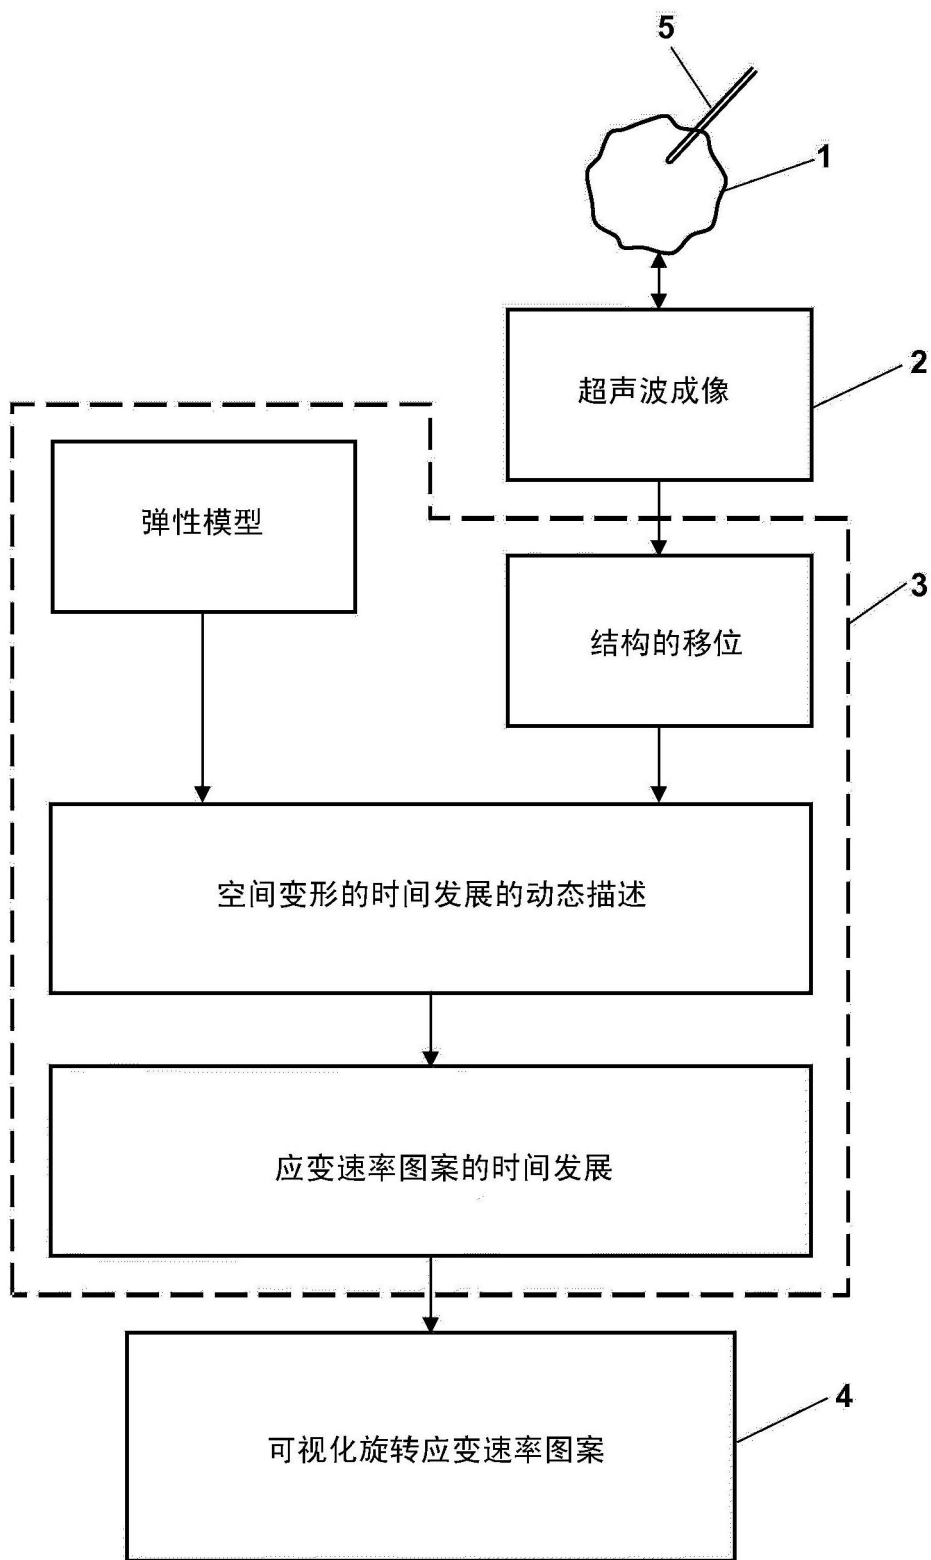 5
1
超声波成像
2
弹性模型
结构的移位
3
空间变形的时间发展的动态描述
应变速率图案的时间发展
可视化旋转应变速率图案
4